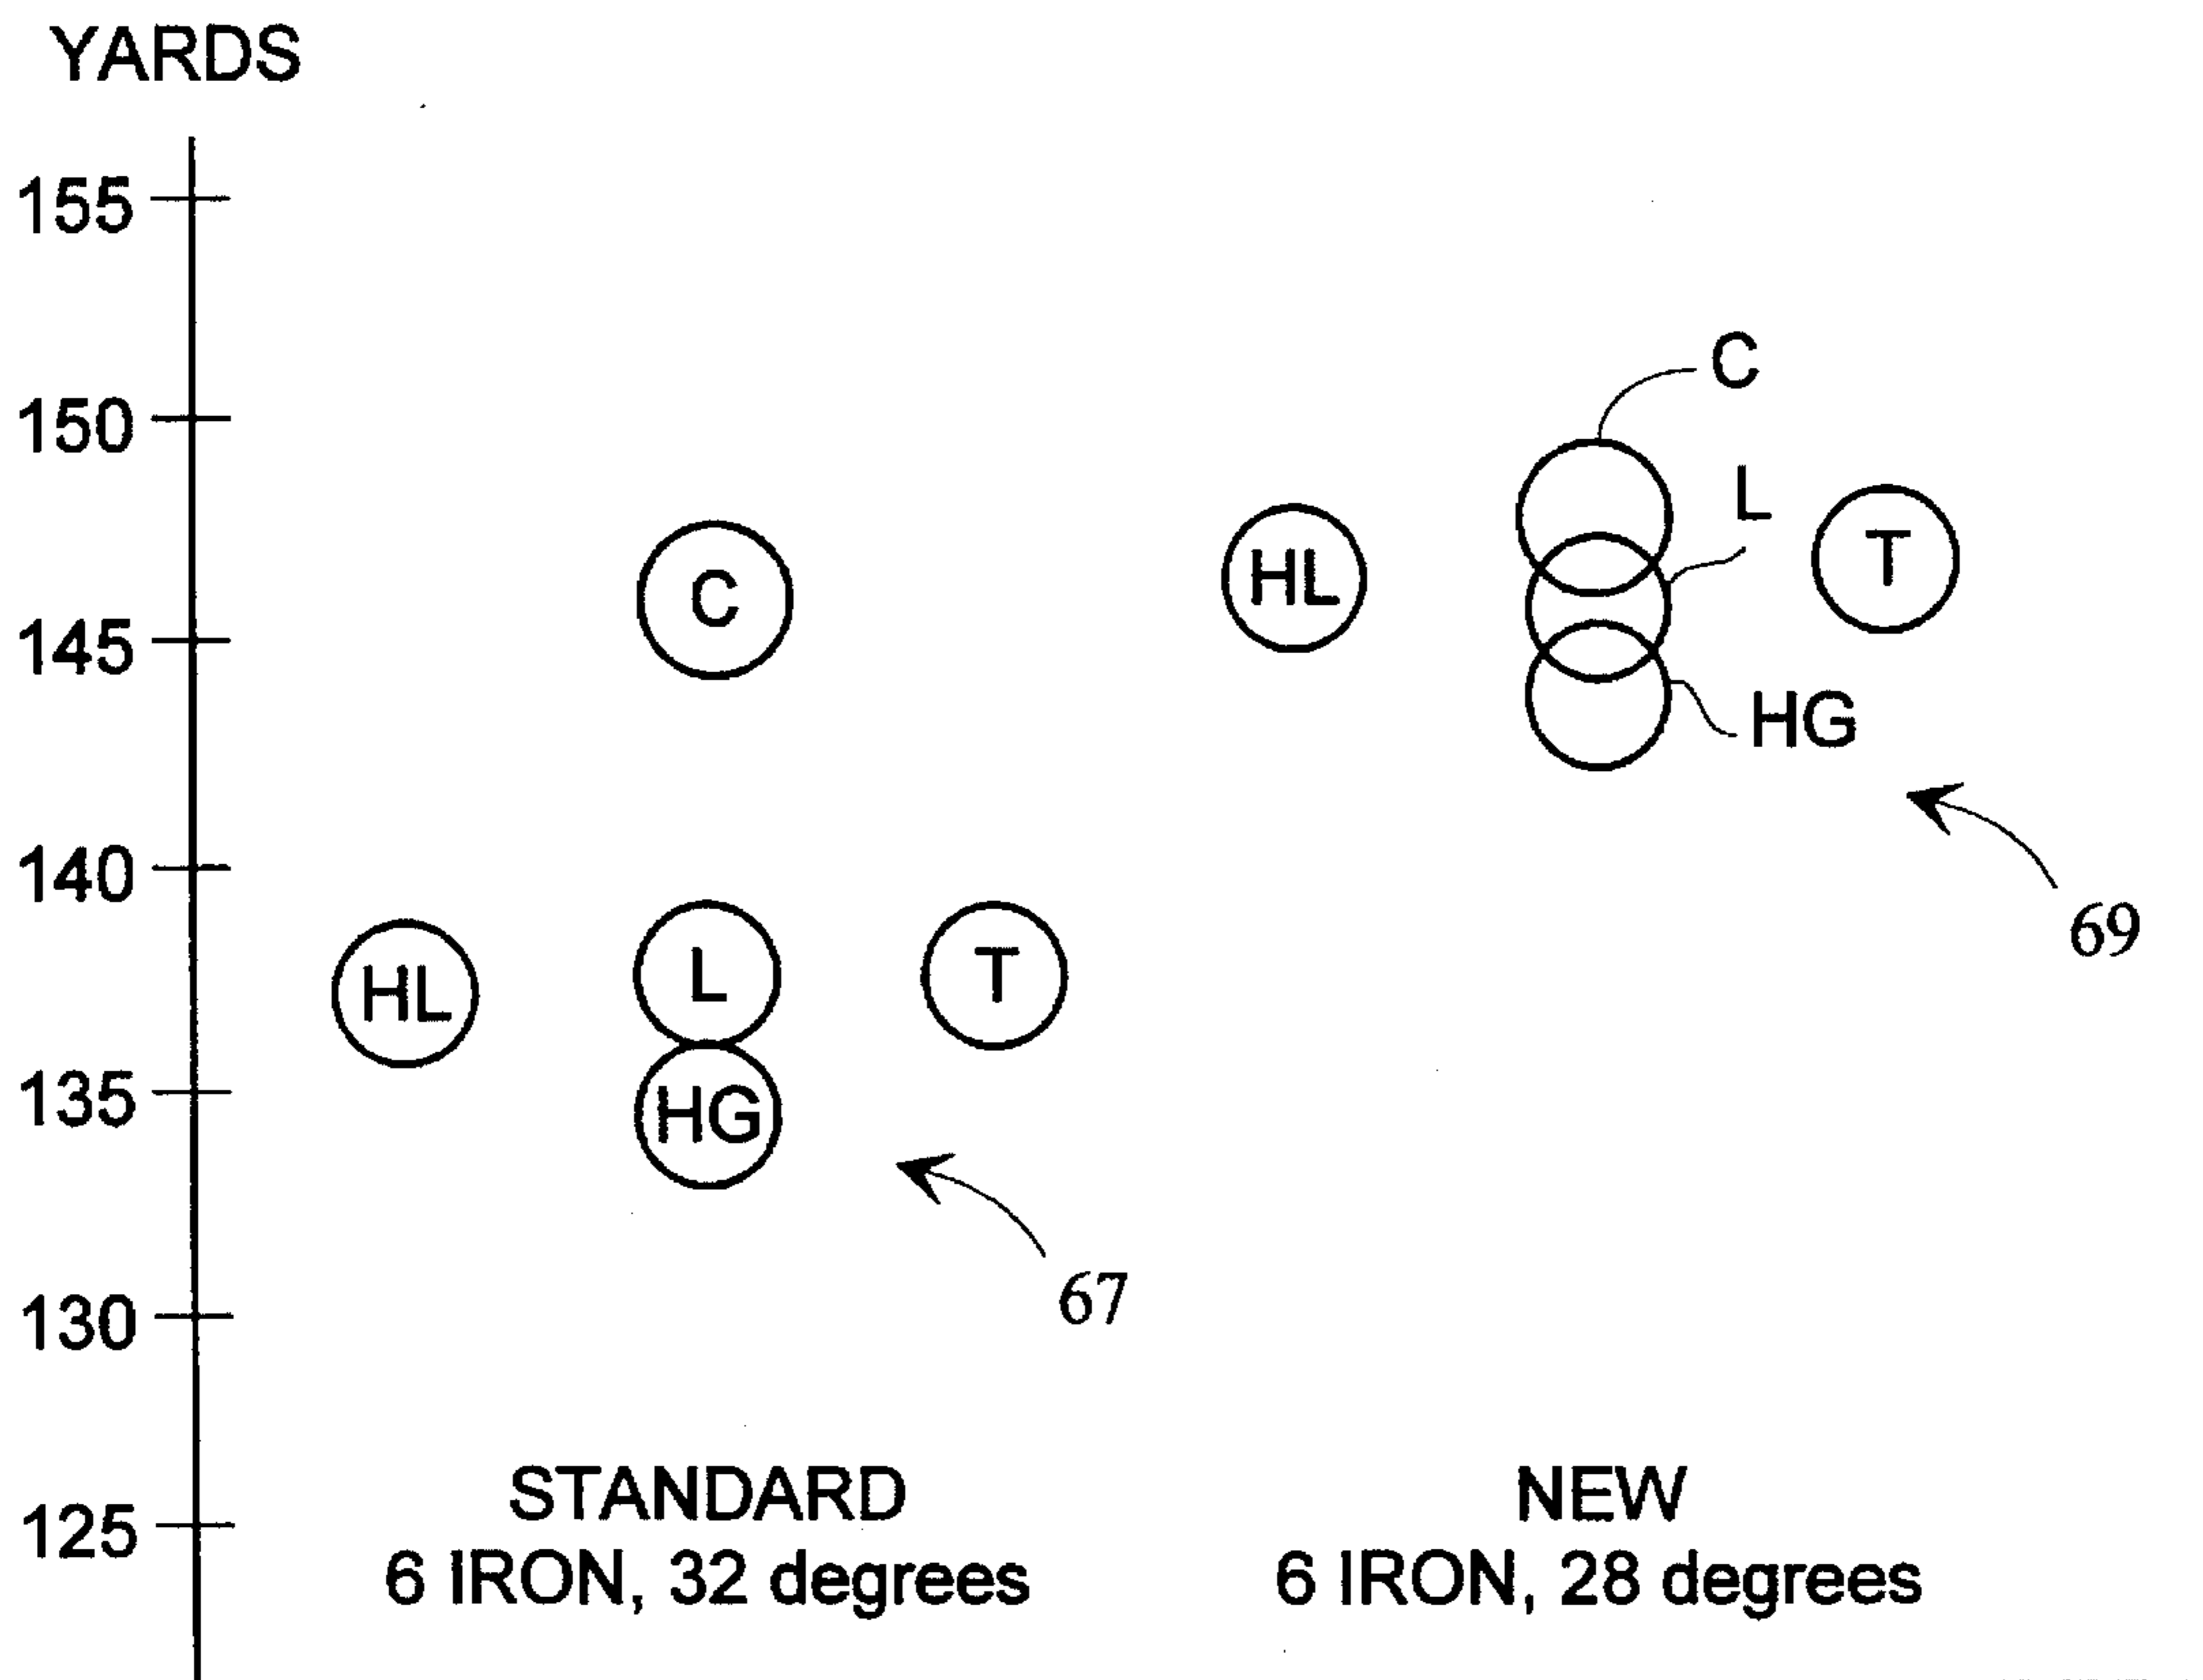 YARDS
155
150
145
140
135
130
125
C
HL
L
T
HG
67
C
L
HL
T
HG
69
STANDARD
6 IRON, 32 degrees
NEW
6 IRON, 28 degrees